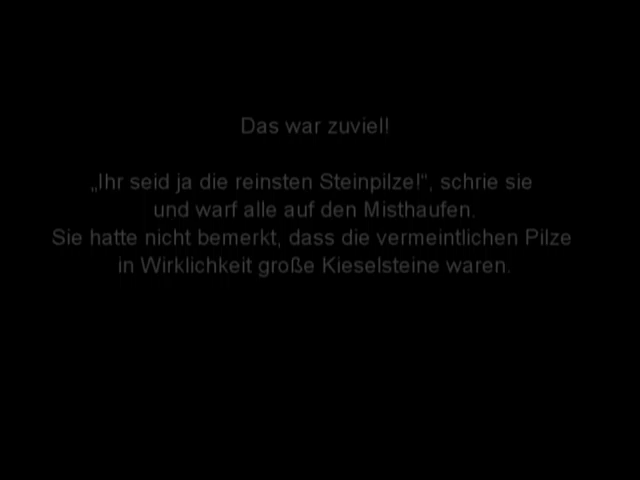 Das war zuviel!
„Ihr seid ja die reinsten Steinpilze!“, schrie sie
und warf alle auf den Misthaufen.
Sie hatte nicht bemerkt, dass die vermeintlichen Pilze
in Wirklichkeit große Kieselsteine waren.